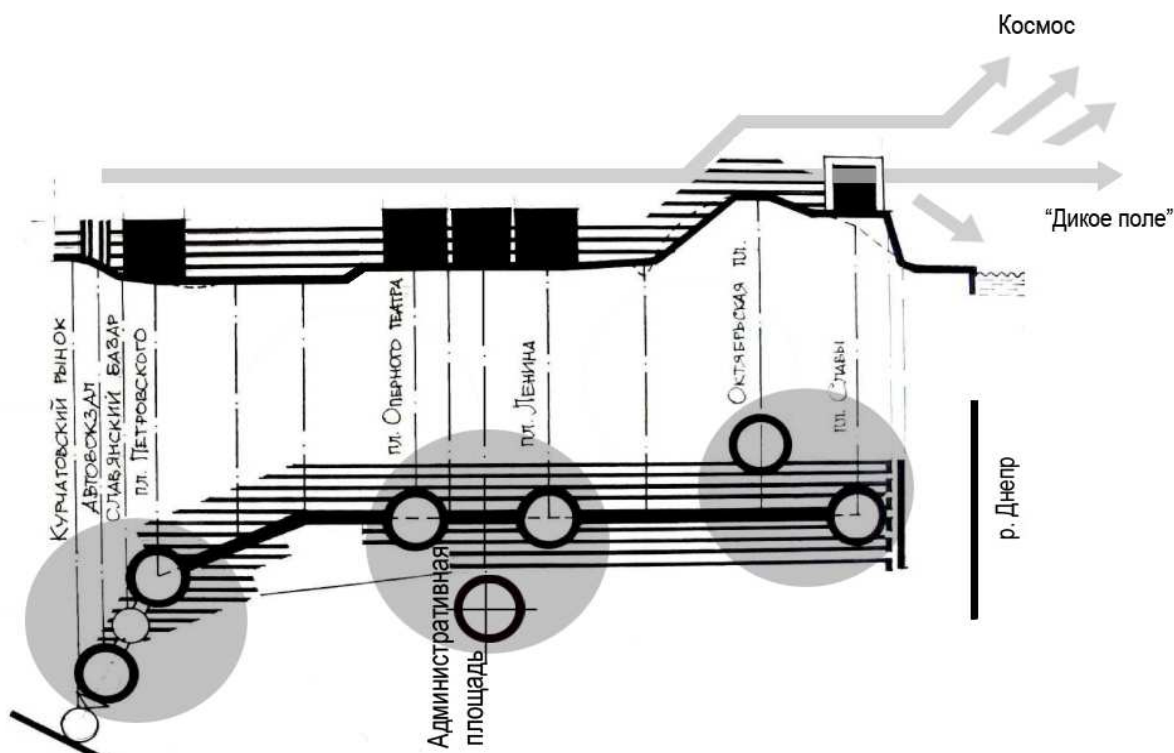 Космос
“Дикое поле”
Курчатовский рынок
Автовокзал
Славянский базар
пл. Петровского
пл. Оперного театра
пл. Ленина
Октябрьская пл.
пл. Славы
р. Днепр
Административная
площадь